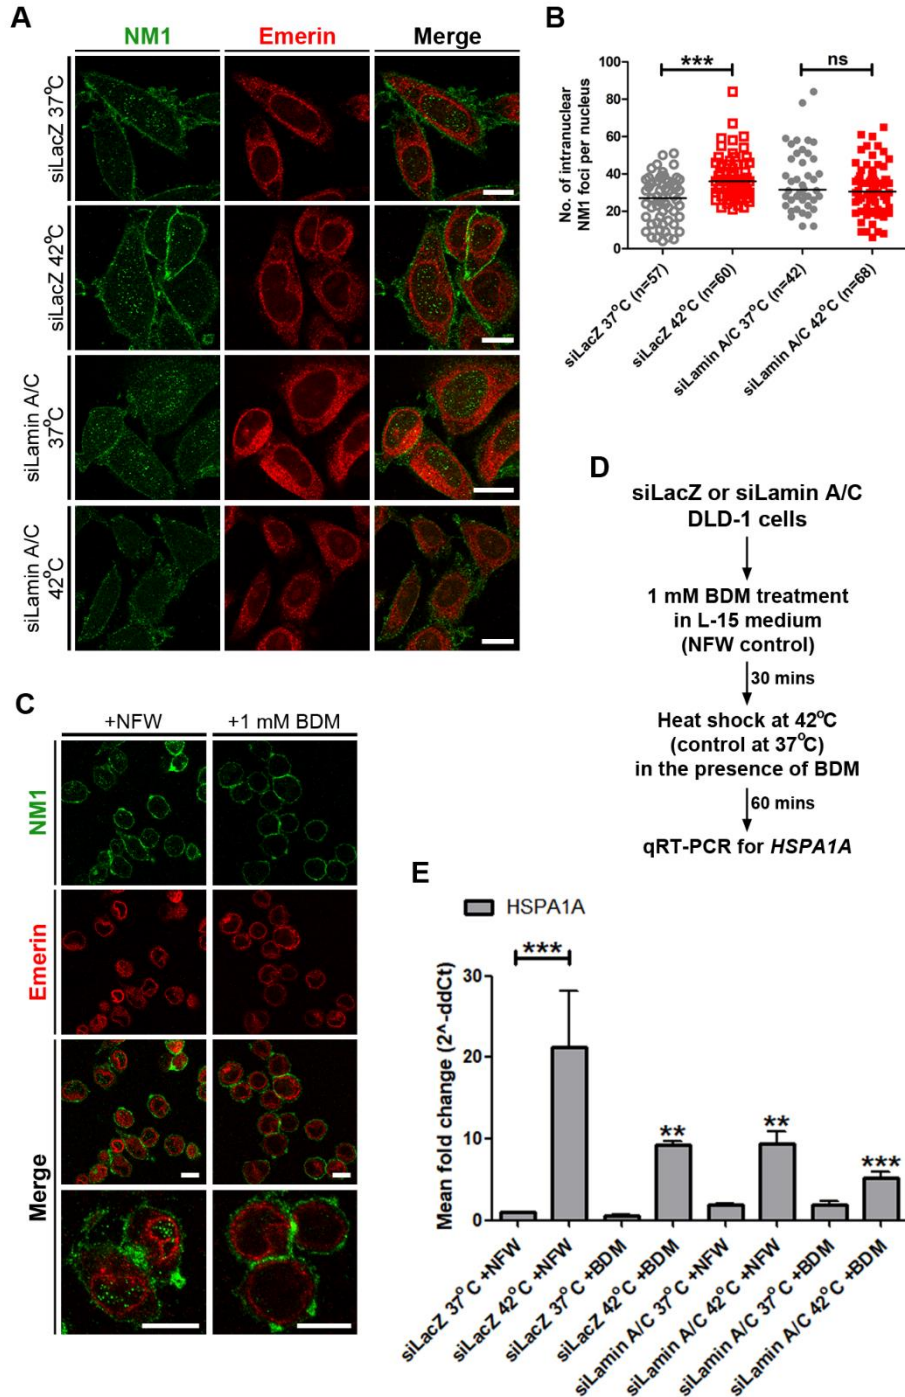 A
NM1 Emerin Merge
siLacZ 37°C
siLacZ 42°C
siLamin A/C
37°C
siLamin A/C
42°C
B
No. of intranuclear
NM1 foci per nucleus
100
80
60
40
20
0
***
ns
siLacZ 37°C (n=57)
siLacZ 42°C (n=60)
siLamin A/C 37°C (n=42)
siLamin A/C 42°C (n=68)
C
+NFW +1 mM BDM
NM1
Emerin
Merge
D
siLacZ or siLamin A/C
DLD-1 cells
1 mM BDM treatment
in L-15 medium
(NFW control)
30 mins
Heat shock at 42°C
(control at 37°C)
in the presence of BDM
60 mins
qRT-PCR for HSPA1A
E
HSPA1A
Mean fold change (2^-ddCt)
30
20
10
0
***
**
**
***
siLacZ 37°C +NFW
siLacZ 42°C +NFW
siLacZ 37°C +BDM
siLacZ 42°C +BDM
siLamin A/C 37°C +NFW
siLamin A/C 42°C +NFW
siLamin A/C 37°C +BDM
siLamin A/C 42°C +BDM